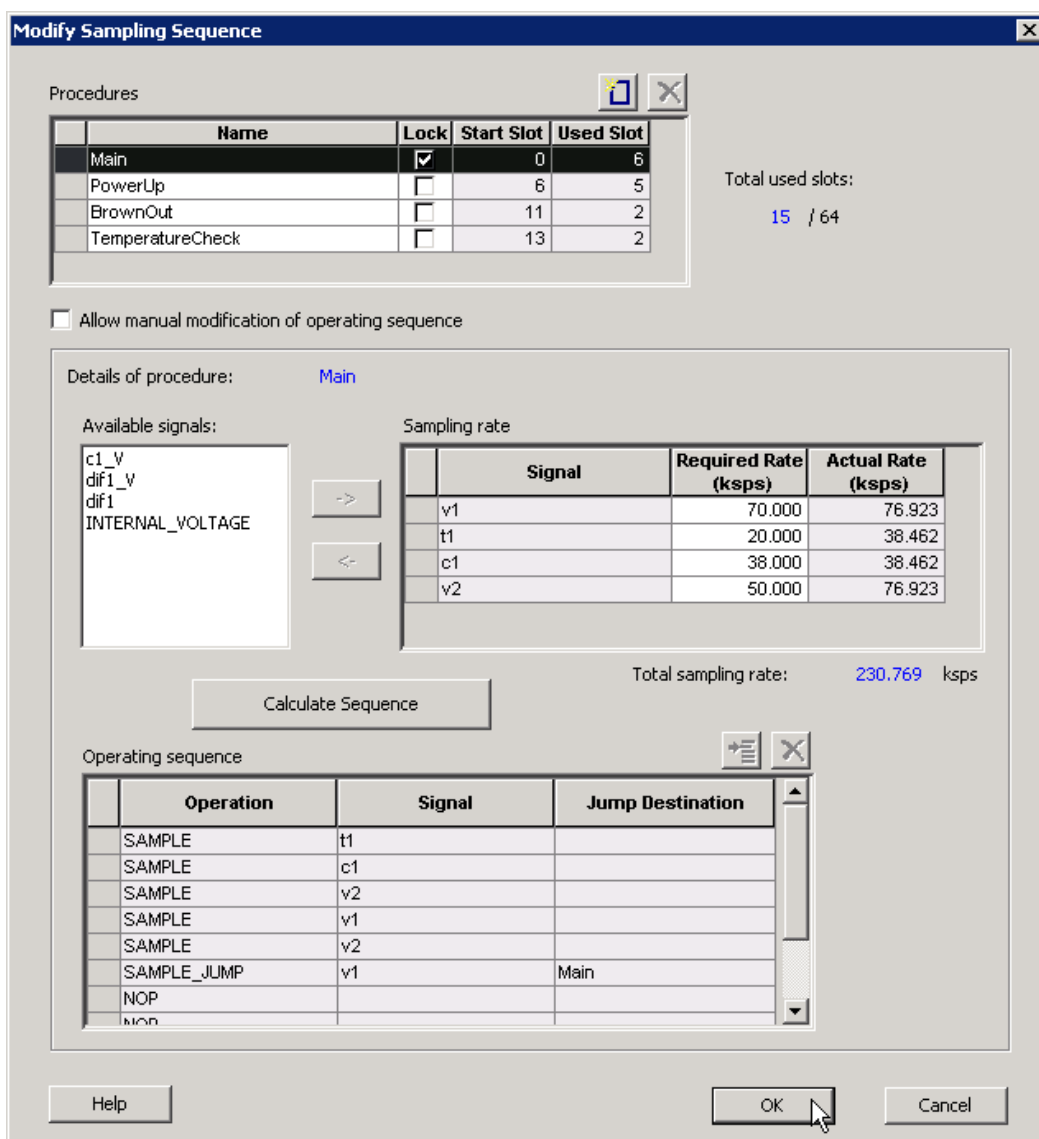 Modify Sampling Sequence
Procedures
Name Lock Start Slot Used Slot
Main 0 6
PowerUp 6 5
BrownOut 11 2
TemperatureCheck 13 2
Total used slots:
15 / 64
Allow manual modification of operating sequence
Details of procedure: Main
Available signals:
c1_V
dif1_V
dif1
INTERNAL_VOLTAGE
->
<-
Sampling rate
Signal Required Rate (ksps) Actual Rate (ksps)
v1 70.000 76.923
t1 20.000 38.462
c1 38.000 38.462
v2 50.000 76.923
Total sampling rate: 230.769 ksps
Calculate Sequence
Operating sequence
Operation Signal Jump Destination
SAMPLE t1
SAMPLE c1
SAMPLE v2
SAMPLE v1
SAMPLE v2
SAMPLE_JUMP v1 Main
NOP
NOP
Help OK Cancel